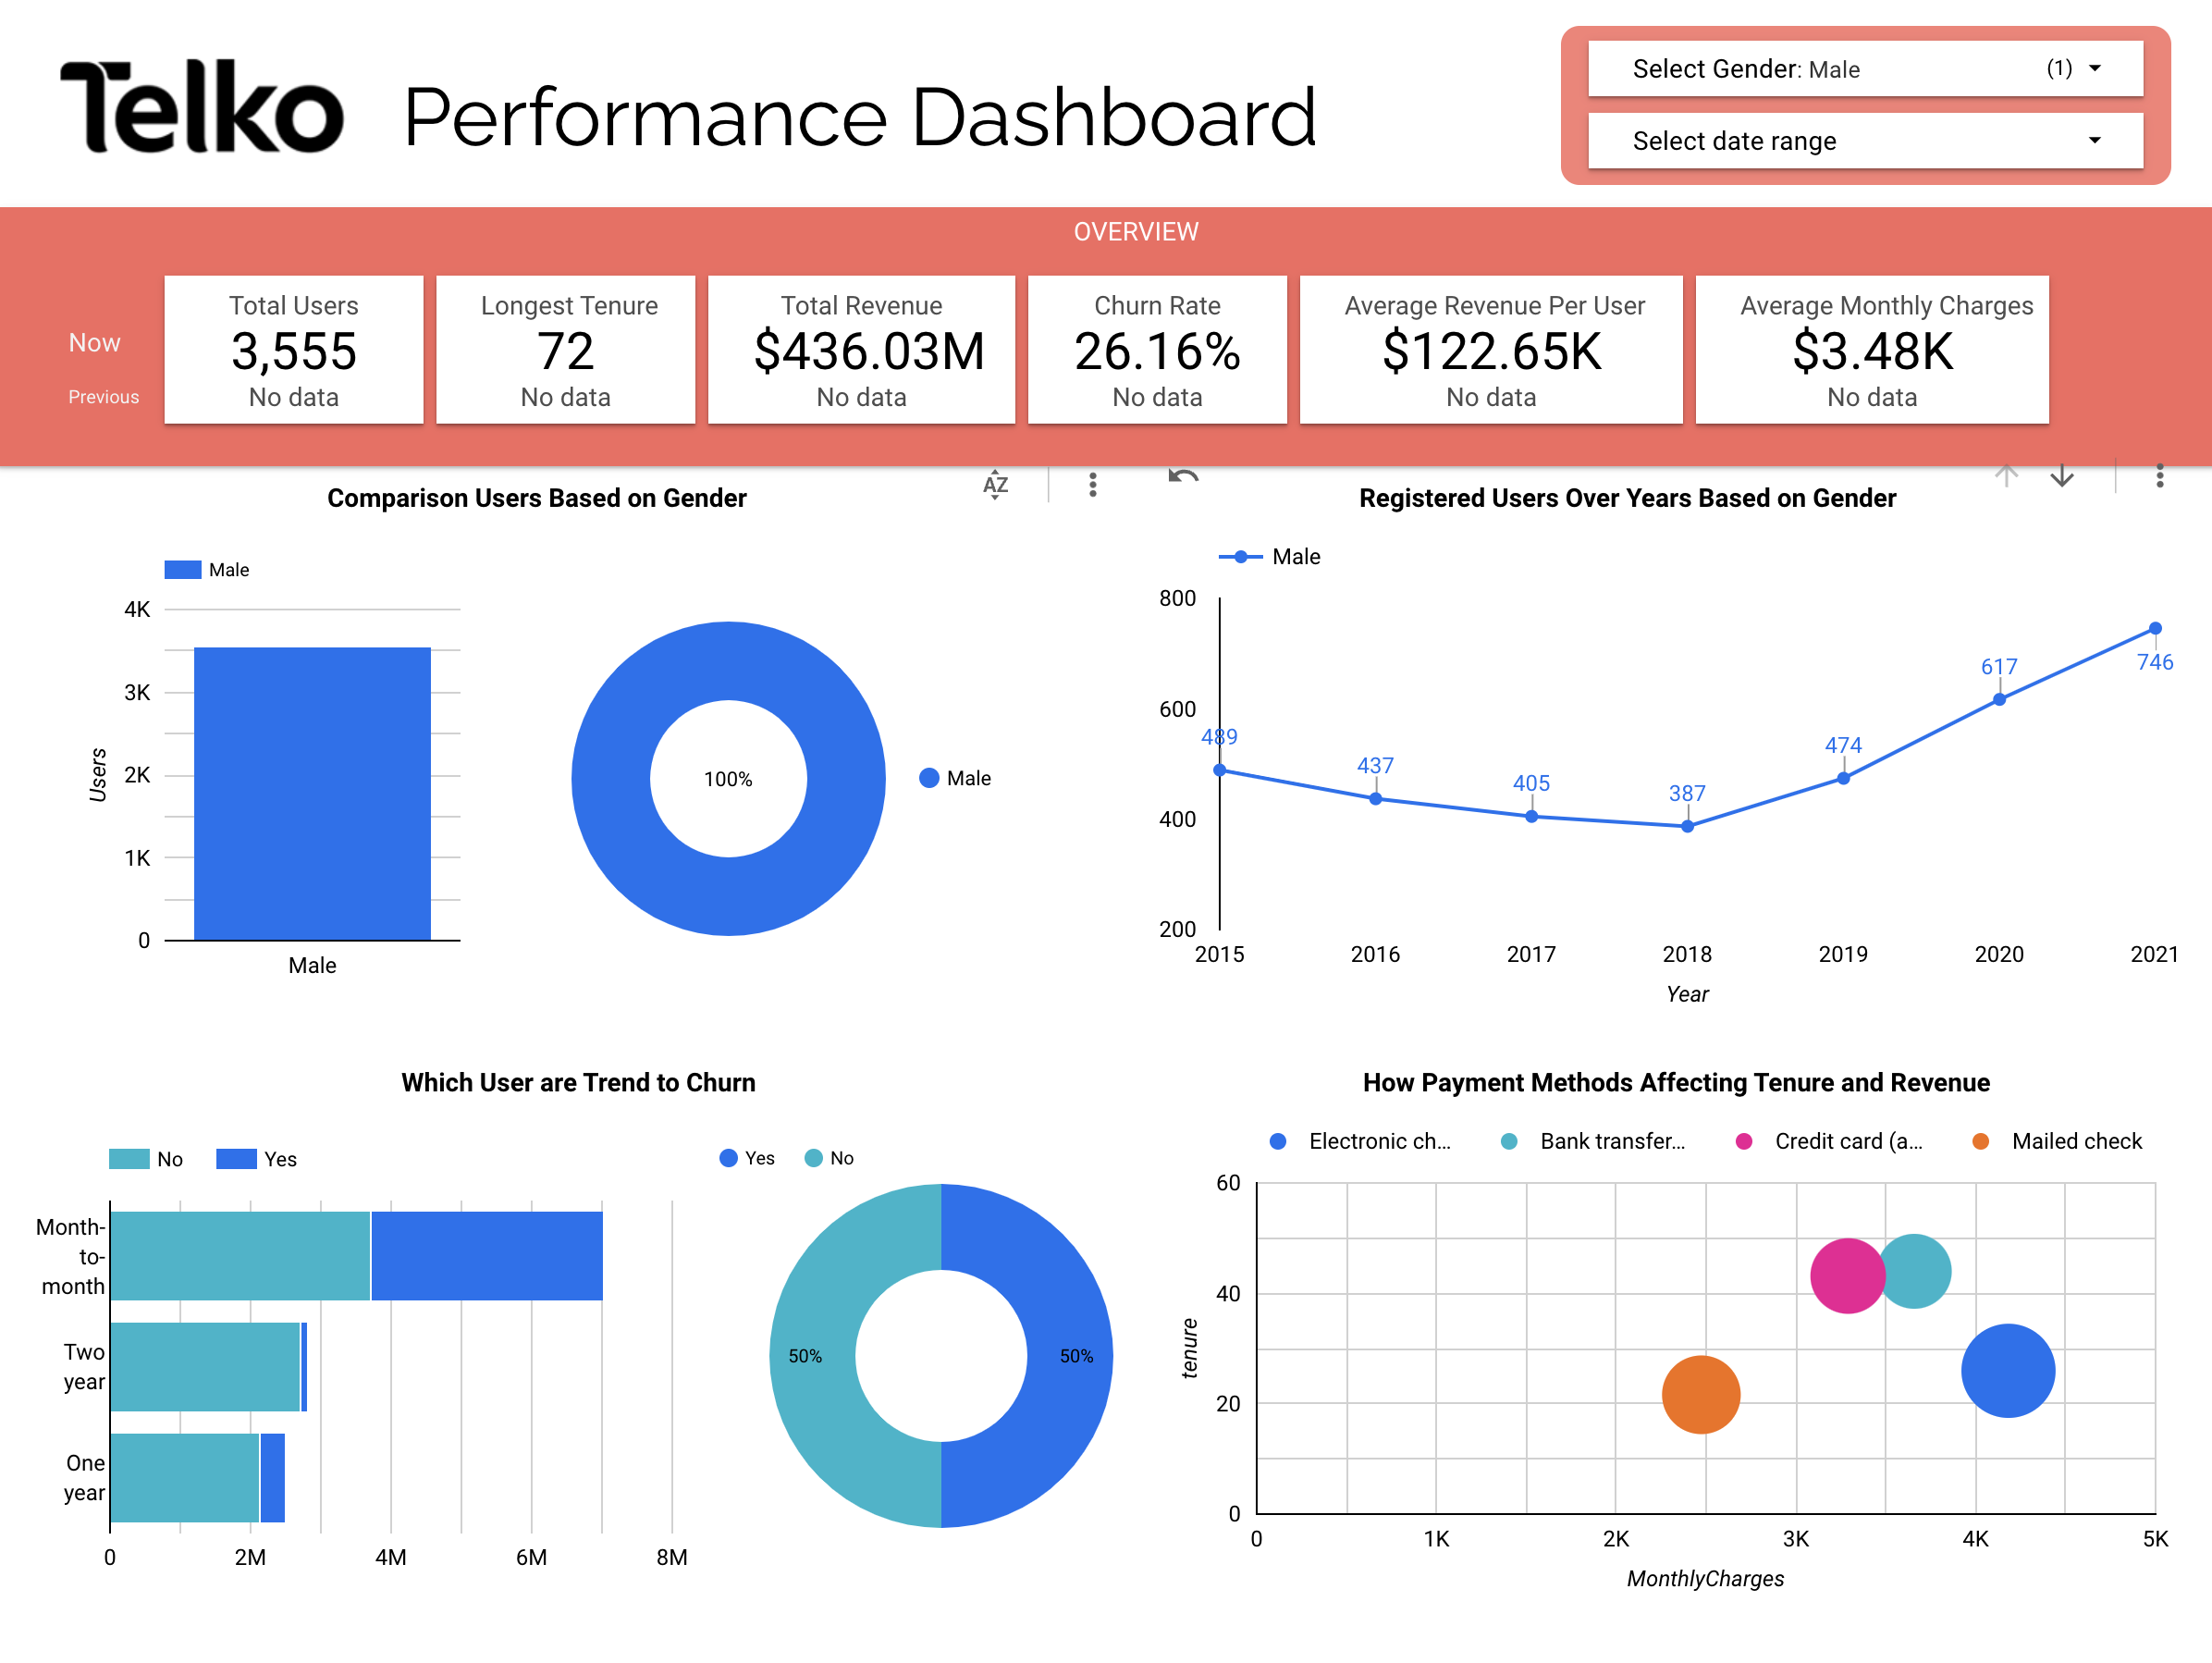 Telko Performance Dashboard
Select Gender: Male (1)
Select date range
OVERVIEW
Now
Previous
Total Users
3,555
No data
Longest Tenure
72
No data
Total Revenue
$436.03M
No data
Churn Rate
26.16%
No data
Average Revenue Per User
$122.65K
No data
Average Monthly Charges
$3.48K
No data
AZ
Comparison Users Based on Gender
Male
4K
3K
2K
1K
0
Users
Male
100%
Male
Registered Users Over Years Based on Gender
Male
800
600
400
200
489
437
405
387
474
617
746
2015 2016 2017 2018 2019 2020 2021
Year
Which User are Trend to Churn
No Yes
Month-
to-
month
Two
year
One
year
0 2M 4M 6M 8M
Yes No
50% 50%
How Payment Methods Affecting Tenure and Revenue
Electronic ch... Bank transfer... Credit card (a... Mailed check
60
40
20
0
tenure
0 1K 2K 3K 4K 5K
MonthlyCharges